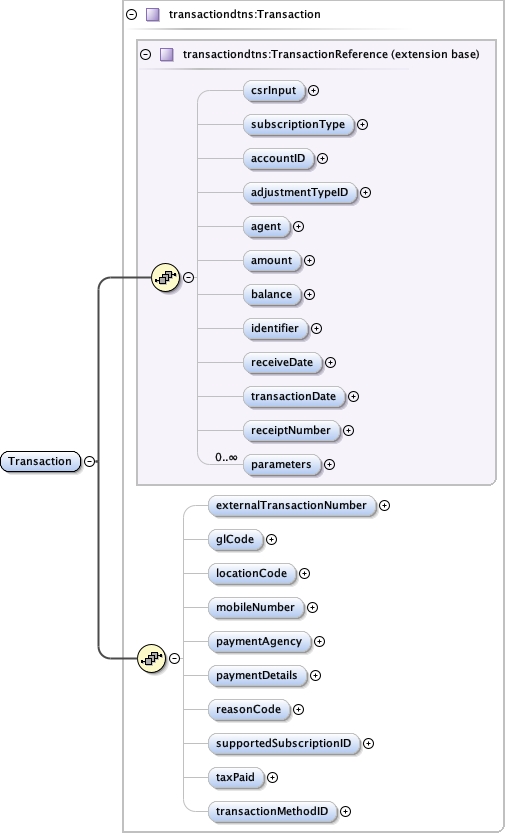 transactiondtns:Transaction
transactiondtns:TransactionReference (extension base)
csrInput
subscriptionType
accountID
adjustmentTypeID
agent
amount
balance
identifier
receiveDate
transactionDate
receiptNumber
0..∞
parameters
Transaction
externalTransactionNumber
glCode
locationCode
mobileNumber
paymentAgency
paymentDetails
reasonCode
supportedSubscriptionID
taxPaid
transactionMethodID